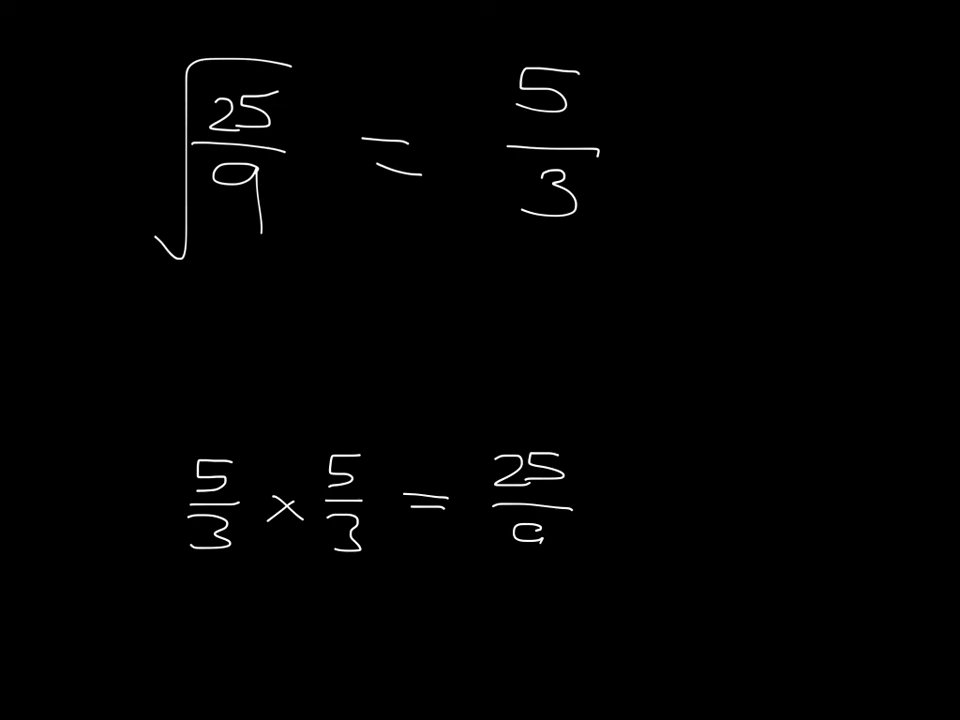 √(25/9) = 5/3
5/3 × 5/3 = 25/9